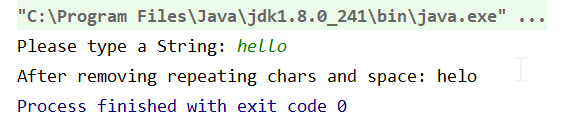 "C:\Program Files\Java\jdk1.8.0_241\bin\java.exe" ...
Please type a String: hello
After removing repeating chars and space: helo
Process finished with exit code 0